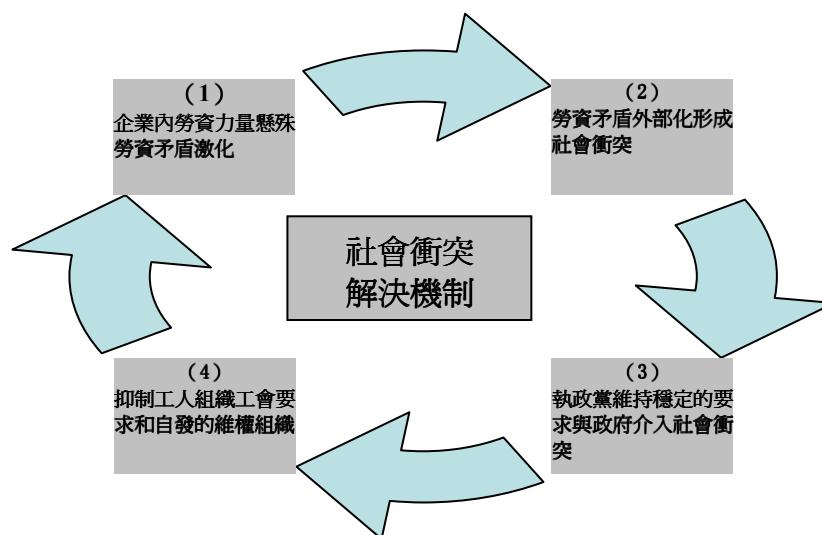 （1）
企業內勞資力量懸殊
勞資矛盾激化
（2）
勞資矛盾外部化形成
社會衝突
社會衝突
解決機制
（3）
執政黨維持穩定的要
求與政府介入社會衝
突
（4）
抑制工人組織工會要
求和自發的維權組織